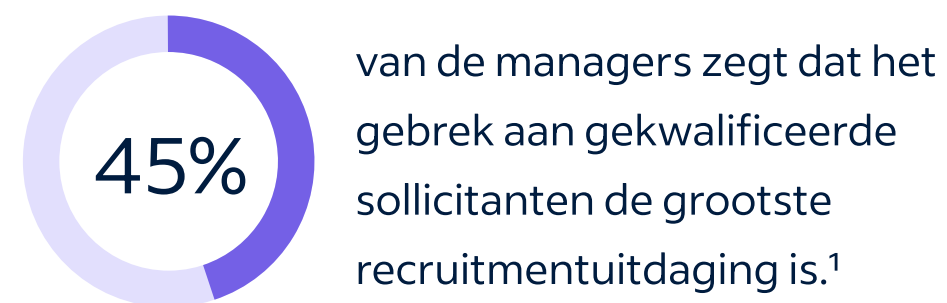 45%
van de managers zegt dat het
gebrek aan gekwalificeerde
sollicitanten de grootste
recruitmentuitdaging is.¹